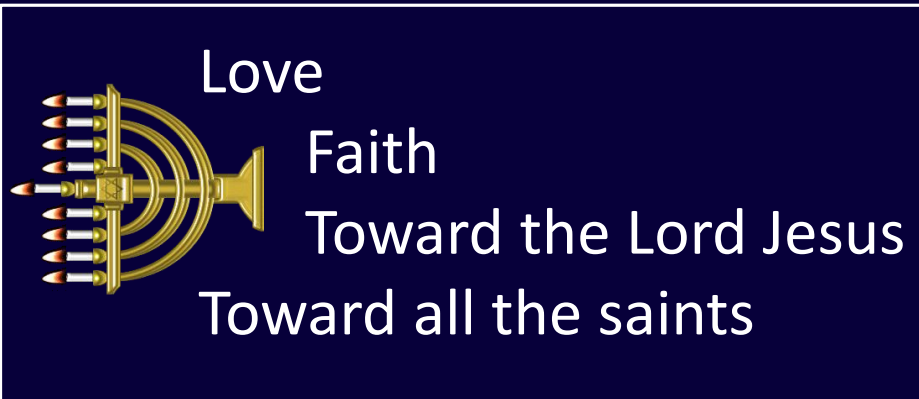 Love
Faith
Toward the Lord Jesus
Toward all the saints